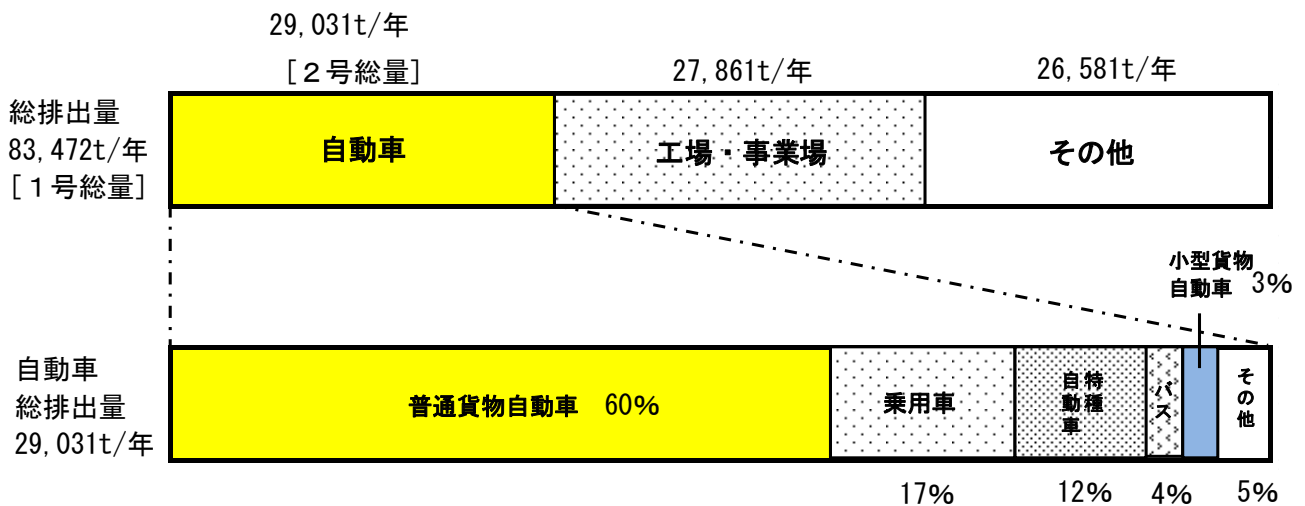 29,031t/年
[２号総量]
27,861t/年
26,581t/年
総排出量
83,472t/年
[１号総量]
自動車
工場・事業場
その他
小型貨物
自動車 3%
自動車
総排出量
29,031t/年
普通貨物自動車 60%
乗用車
特種
自動車
バス
その他
17%
12%
4%
5%